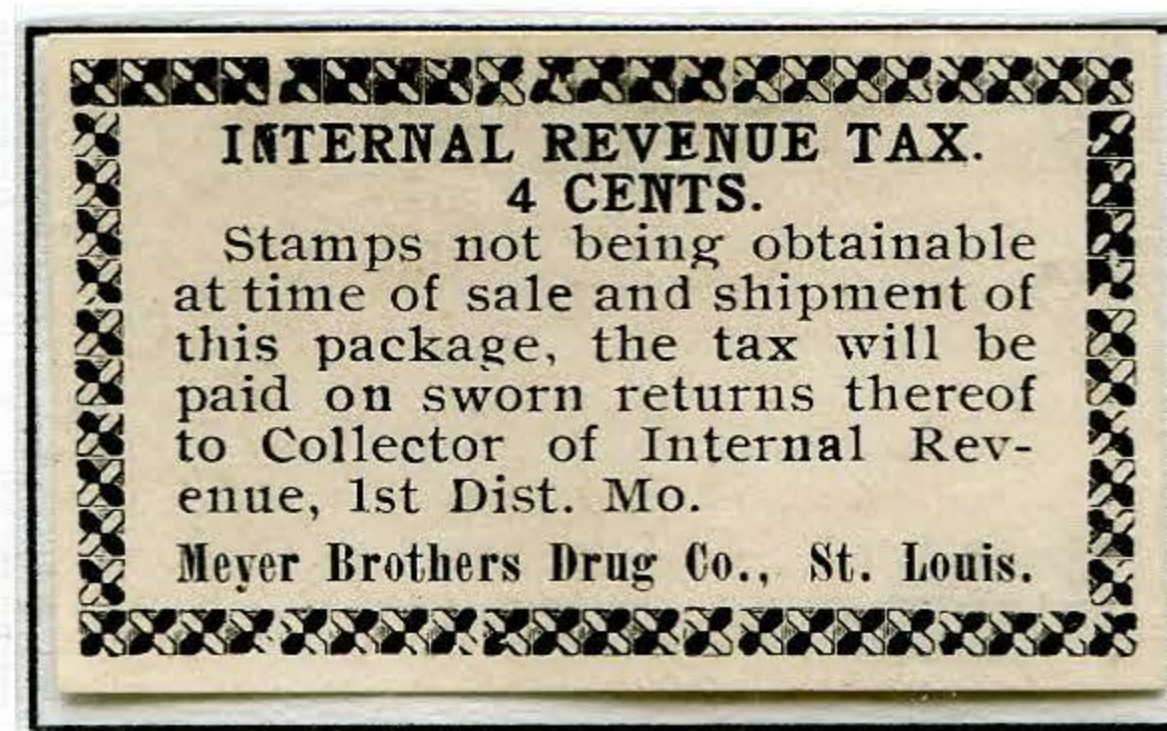 INTERNAL REVENUE TAX.
4 CENTS.
Stamps not being obtainable
at time of sale and shipment of
this package, the tax will be
paid on sworn returns thereof
to Collector of Internal Rev-
enue, 1st Dist. Mo.
Meyer Brothers Drug Co., St. Louis.